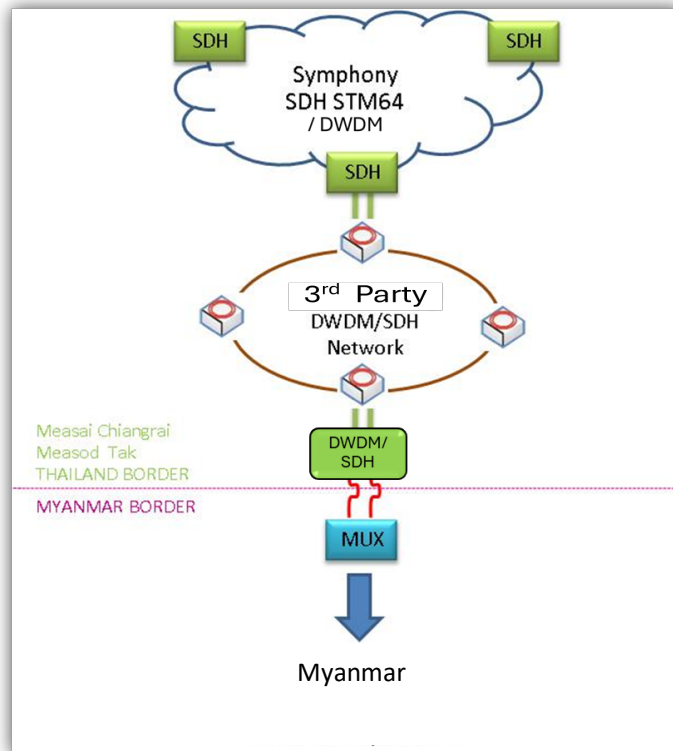 SDH
SDH
Symphony
SDH STM64
/ DWDM
SDH
3rd Party
DWDM/SDH
Network
Measai Chiangrai
Measod Tak
THAILAND BORDER
DWDM/
SDH
MYANMAR BORDER
MUX
Myanmar